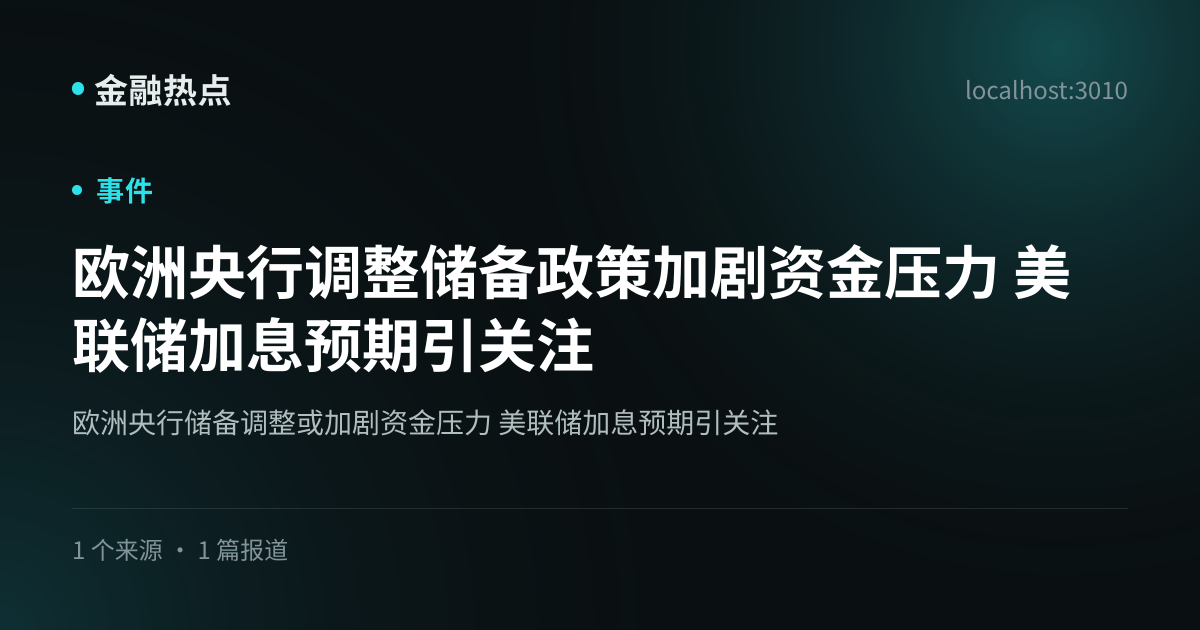 金融热点
localhost:3010
事件
欧洲央行调整储备政策加剧资金压力 美
联储加息预期引关注
欧洲央行储备调整或加剧资金压力 美联储加息预期引关注
1 个来源 · 1 篇报道